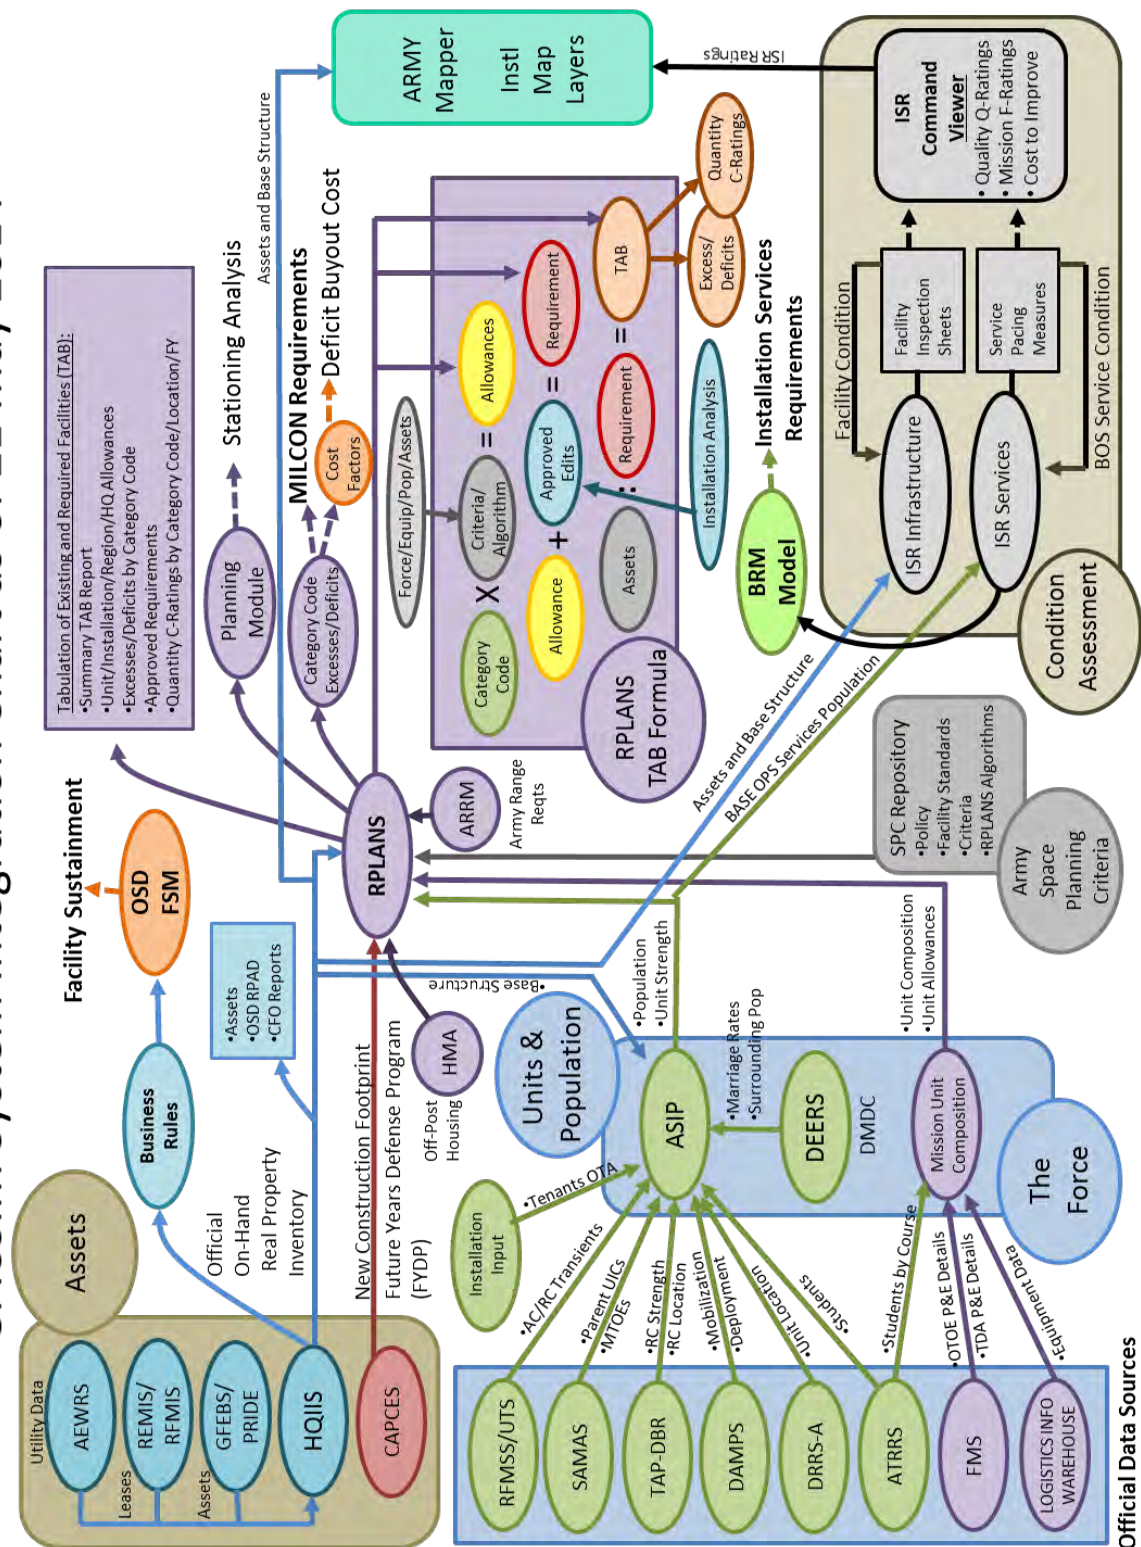 Assets
Utility Data
AEWRS
Leases
REMIS/
RFMIS
Assets
GFEBS/
PRIDE
HQIIS
CAPCES
Official
On-Hand
Real Property
Inventory
Business
Rules
OSD
FSM
Facility Sustainment
•Assets
•OSD RPAD
•CFO Reports
New Construction Footprint
Future Years Defense Program
(FYDP)
Off-Post
Housing
HMA
•Base Structure
RPLANS
ARRM
Army Range
Reqts
Tabulation of Existing and Required Facilities (TAB):
•Summary TAB Report
•Unit/Installation/Region/HQ Allowances
•Excesses/Deficits by Category Code
•Approved Requirements
•Quantity C-Ratings by Category Code/Location/FY
Planning
Module
Stationing Analysis
Category Code
Excesses/Deficits
MILCON Requirements
Cost
Factors
Deficit Buyout Cost
Assets and Base Structure
ARMY
Mapper
Instl
Map
Layers
ISR Ratings
Force/Equip/Pop/Assets
Category
Code
X
Criteria/
Algorithm
=
Allowances
Allowance
+
Approved
Edits
=
Requirement
Assets
:
Requirement
=
TAB
Excess/
Deficits
Quantity
C-Ratings
RPLANS
TAB Formula
Installation Analysis
BRM
Model
Installation Services
Requirements
Assets and Base Structure
BASE OPS Services Population
Official Data Sources
RFMSS/UTS
SAMAS
TAP-DBR
DAMPS
DRRS-A
ATRRS
FMS
LOGISTICS INFO
WAREHOUSE
Installation
Input
•Tenants OTA
•AC/RC Transients
•Parent UICs
•MTOEs
•RC Strength
•RC Location
•Mobilization
•Deployment
•Unit Location
•Students
•Students by Course
•OTOE P&E Details
•TDA P&E Details
•Equipment Data
Units &
Population
ASIP
•Marriage Rates
•Surrounding Pop
DEERS
DMDC
Mission Unit
Composition
The
Force
•Population
•Unit Strength
•Unit Composition
•Unit Allowances
SPC Repository
•Policy
•Facility Standards
•Criteria
•RPLANS Algorithms
Army
Space
Planning
Criteria
Condition
Assessment
ISR Infrastructure
ISR Services
Facility Condition
Facility
Inspection
Sheets
Service
Pacing
Measures
BOS Service Condition
ISR
Command
Viewer
• Quality Q-Ratings
• Mission F-Ratings
• Cost to Improve